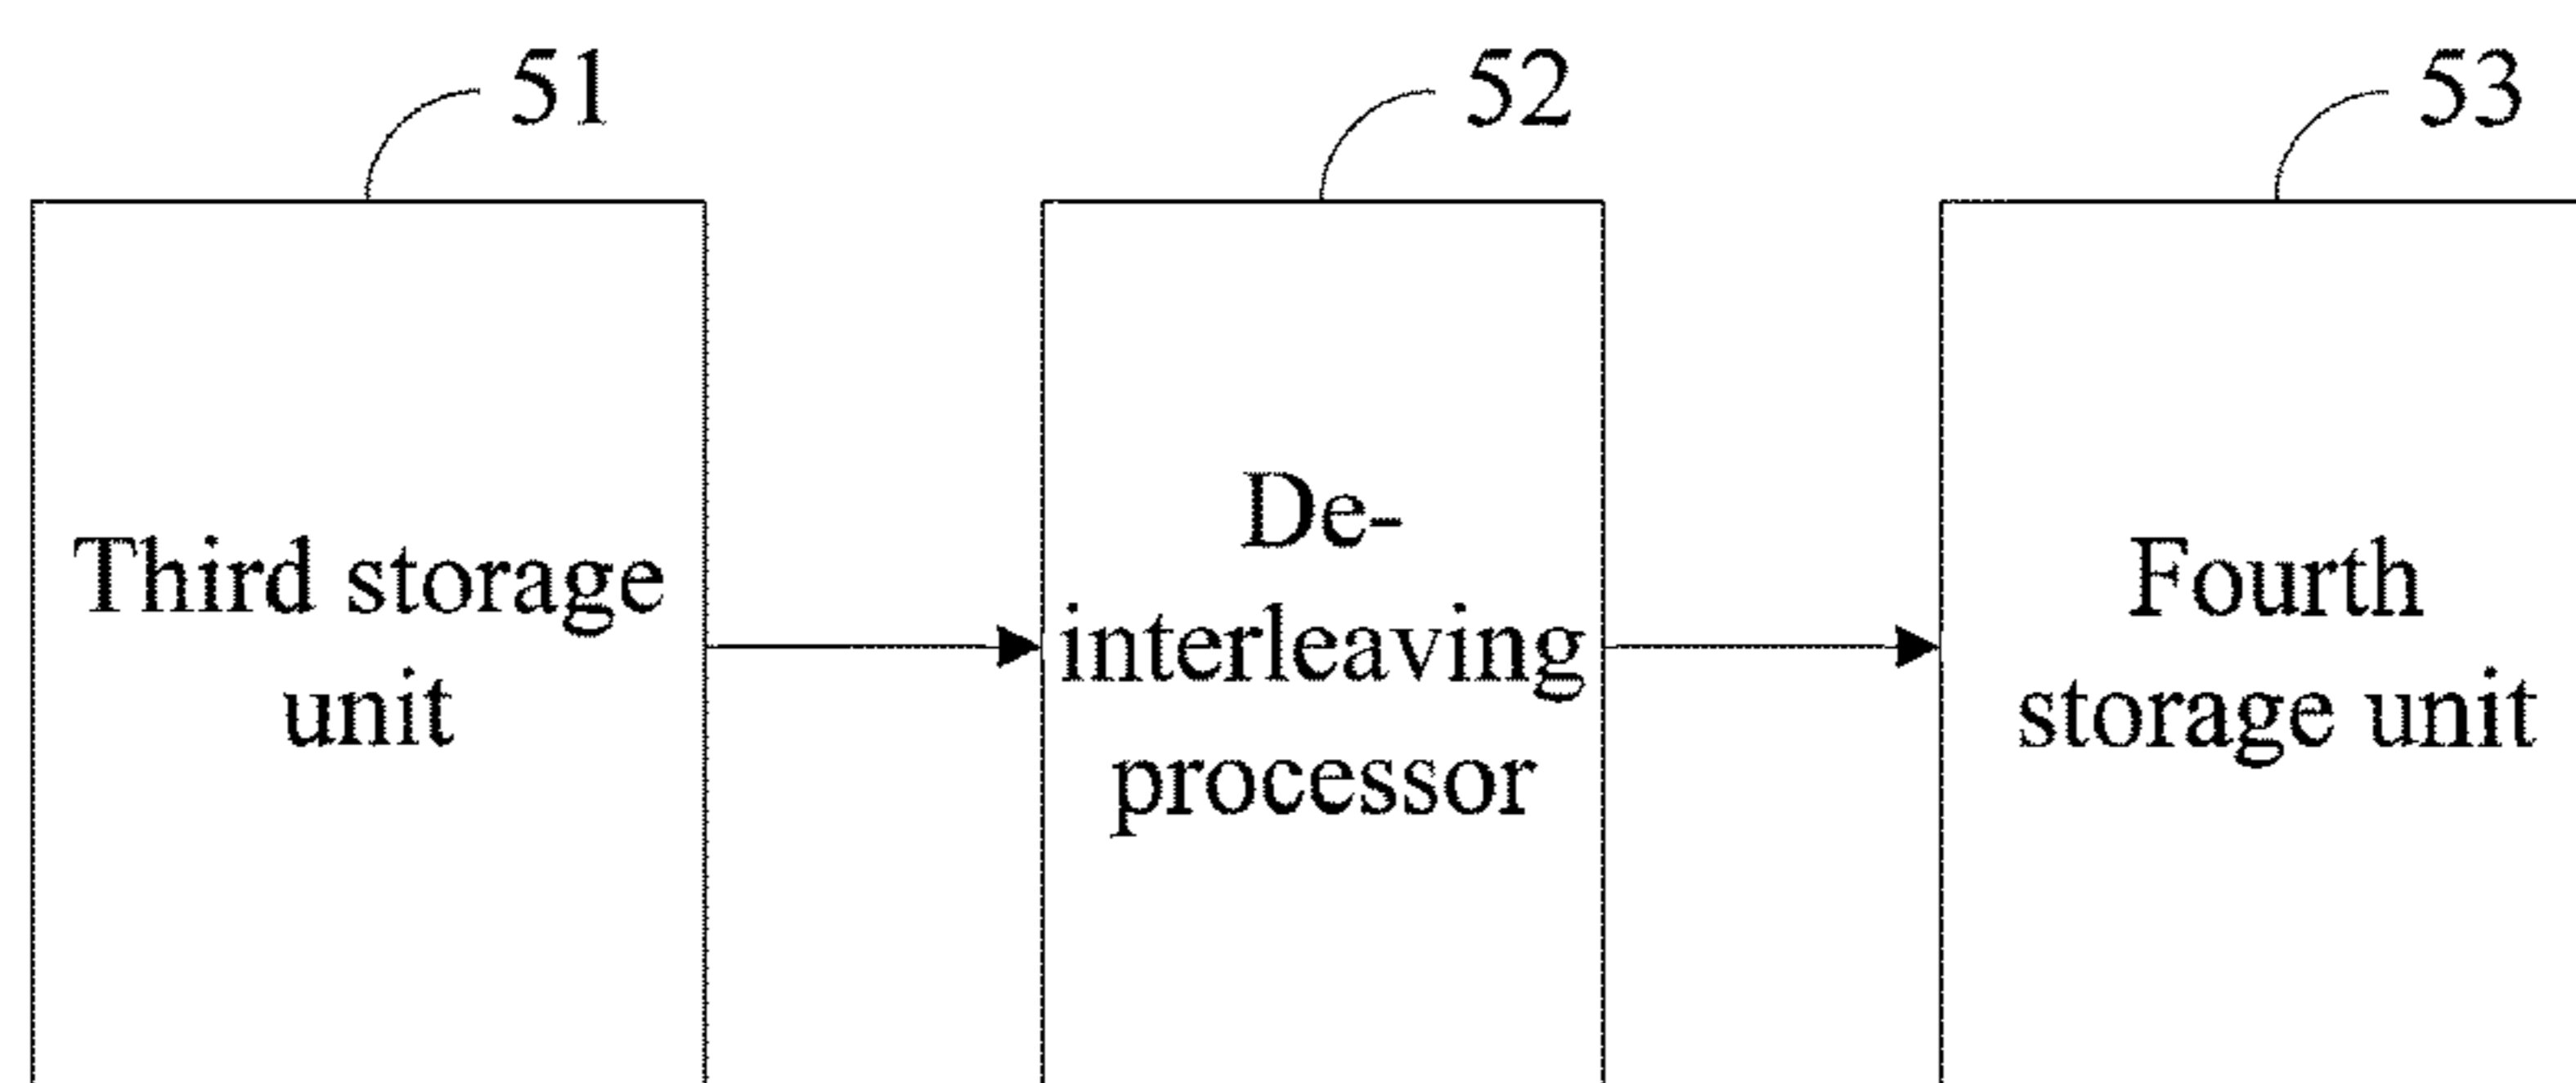 51
52
53
Third storage
unit
De-
interleaving
processor
Fourth
storage unit